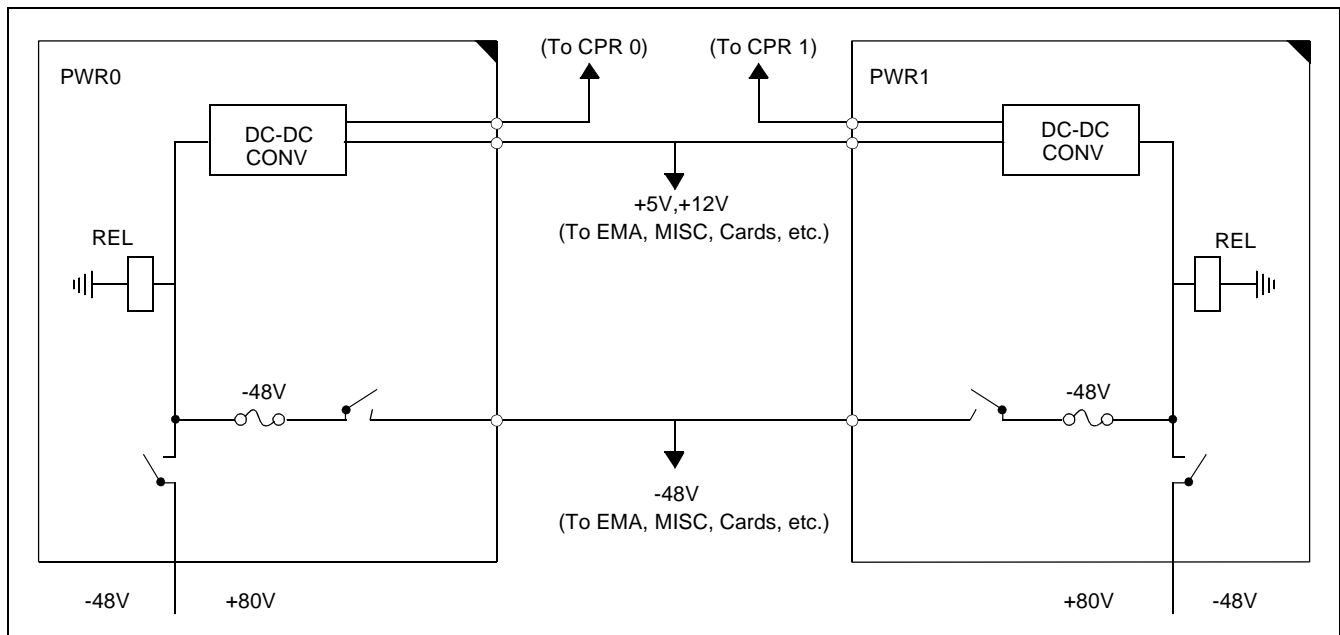 (To CPR 0)
(To CPR 1)
PWR0
PWR1
DC-DC
CONV
DC-DC
CONV
+5V,+12V
(To EMA, MISC, Cards, etc.)
REL
REL
-48V
-48V
-48V
(To EMA, MISC, Cards, etc.)
-48V
+80V
+80V
-48V